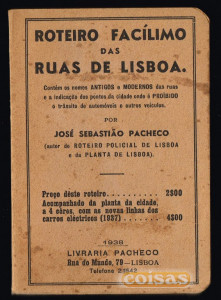 ROTEIRO FACÍLIMO
DAS
RUAS DE LISBOA.
Contém os nomes ANTIGOS e MODERNOS das ruas
e a indicação dos pontos da cidade onde é PROÏBIDO
o trânsito de automóveis e outros veículos.
POR
JOSÉ SEBASTIÃO PACHECO
(autor do ROTEIRO POLICIAL DE LISBOA
e da PLANTA DE LISBOA).
Preço dêste roteiro........... 2$00
Acompanhado da planta da cidade,
a 4 côres, com as novas linhas dos
carros eléctricos (1937)...... 4$00
1938
LIVRARIA PACHECO
Rua do Mundo, 79—LISBOA
Telefone
coisas